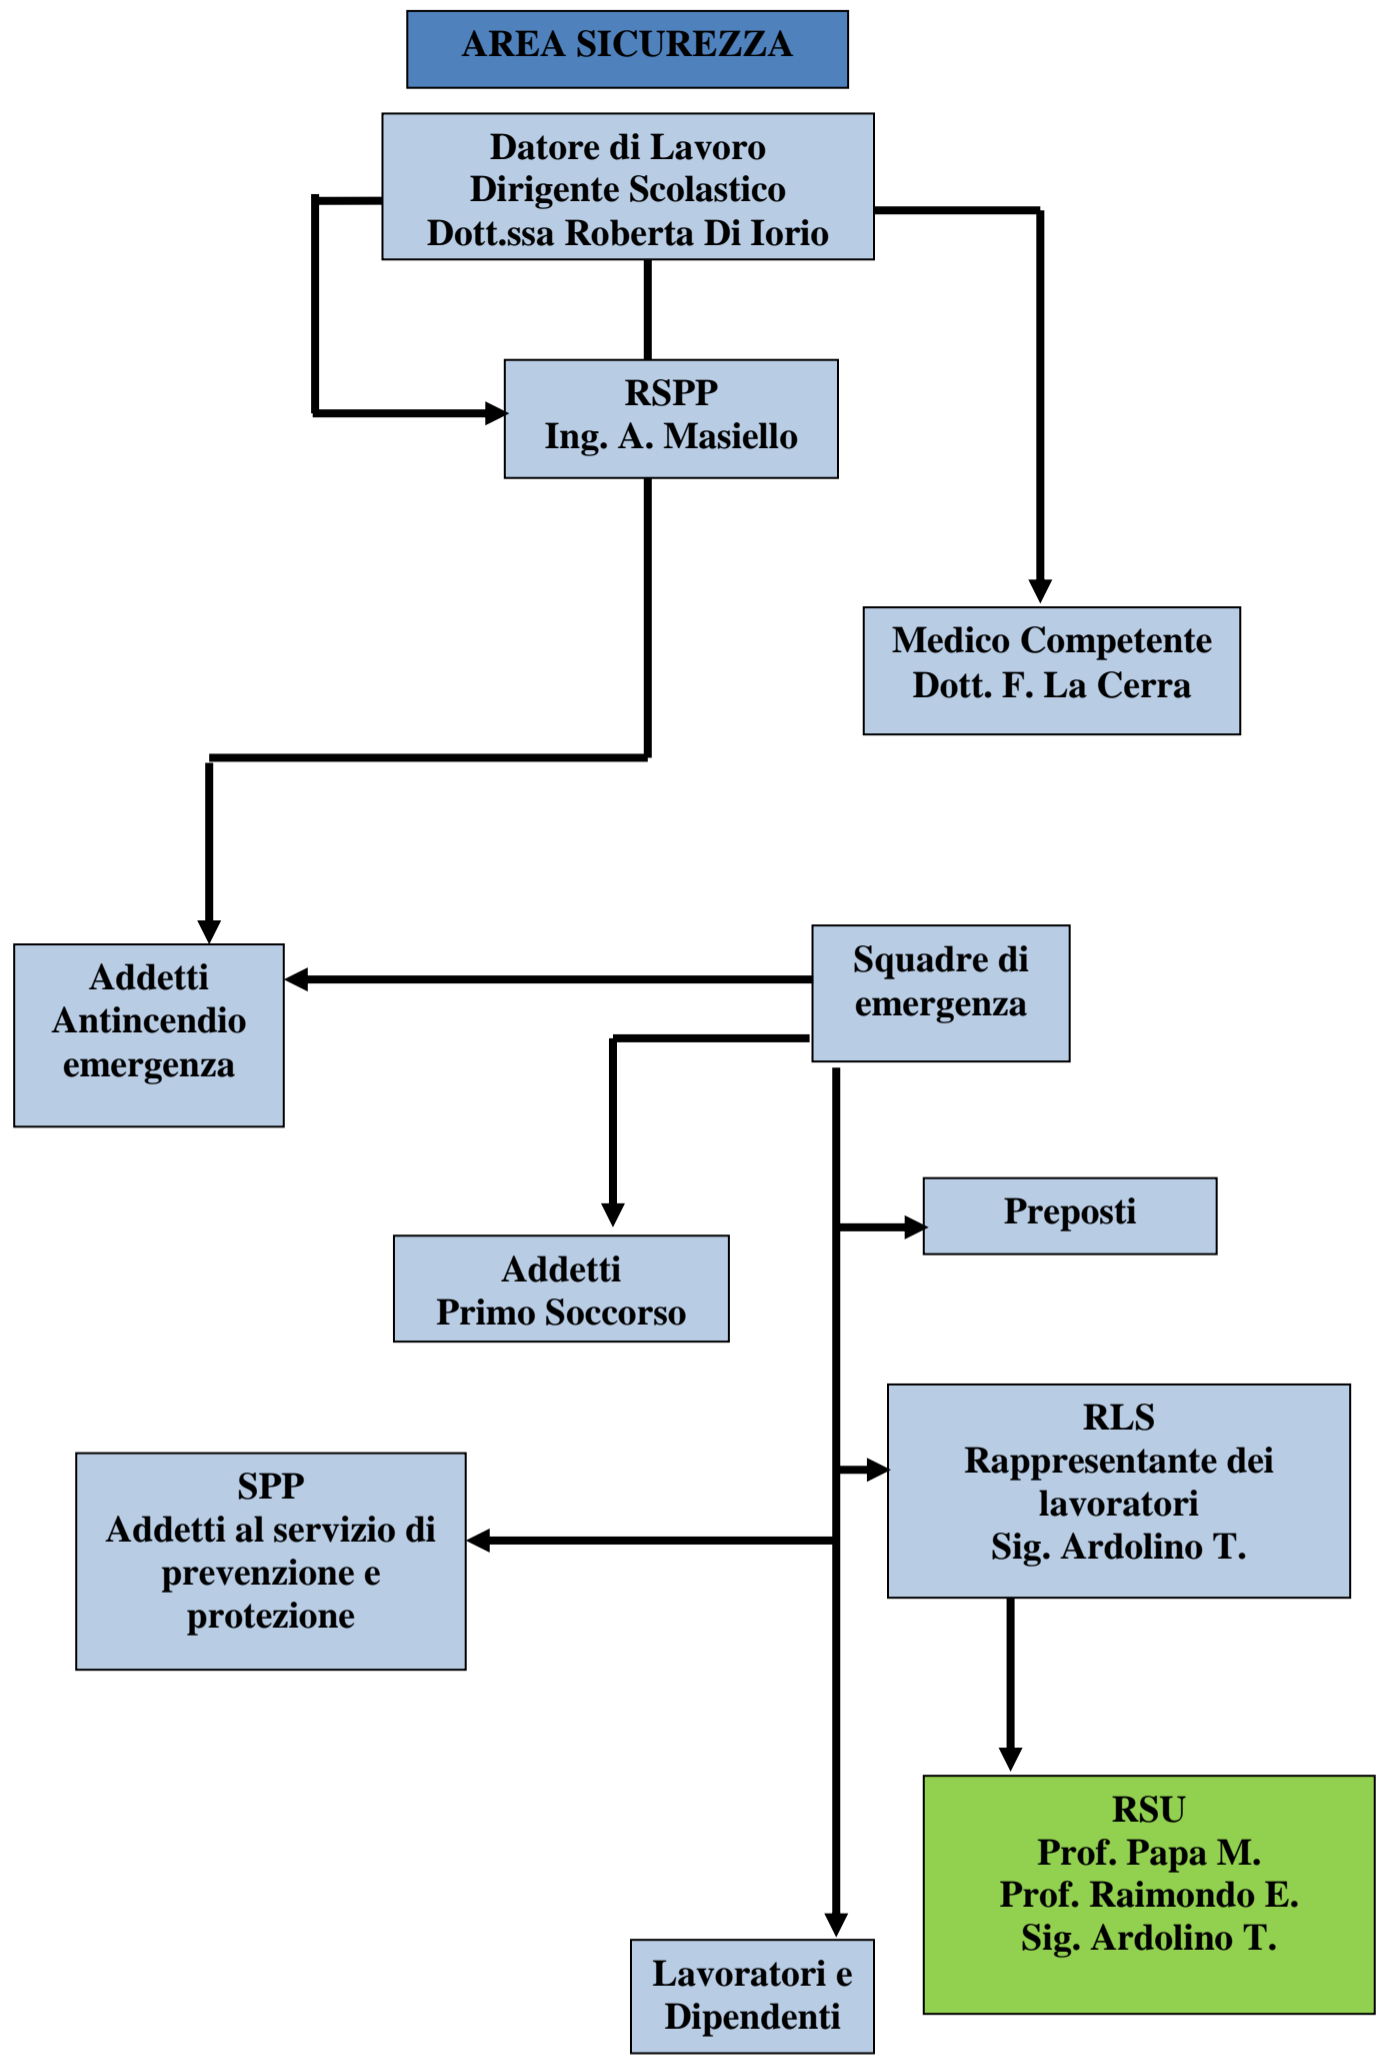 AREA SICUREZZA
Datore di Lavoro
Dirigente Scolastico
Dott.ssa Roberta Di Iorio
RSPP
Ing. A. Masiello
Medico Competente
Dott. F. La Cerra
Addetti
Antincendio
emergenza
Squadre di
emergenza
Preposti
Addetti
Primo Soccorso
RLS
Rappresentante dei
lavoratori
Sig. Ardolino T.
SPP
Addetti al servizio di
prevenzione e
protezione
RSU
Prof. Papa M.
Prof. Raimondo E.
Sig. Ardolino T.
Lavoratori e
Dipendenti